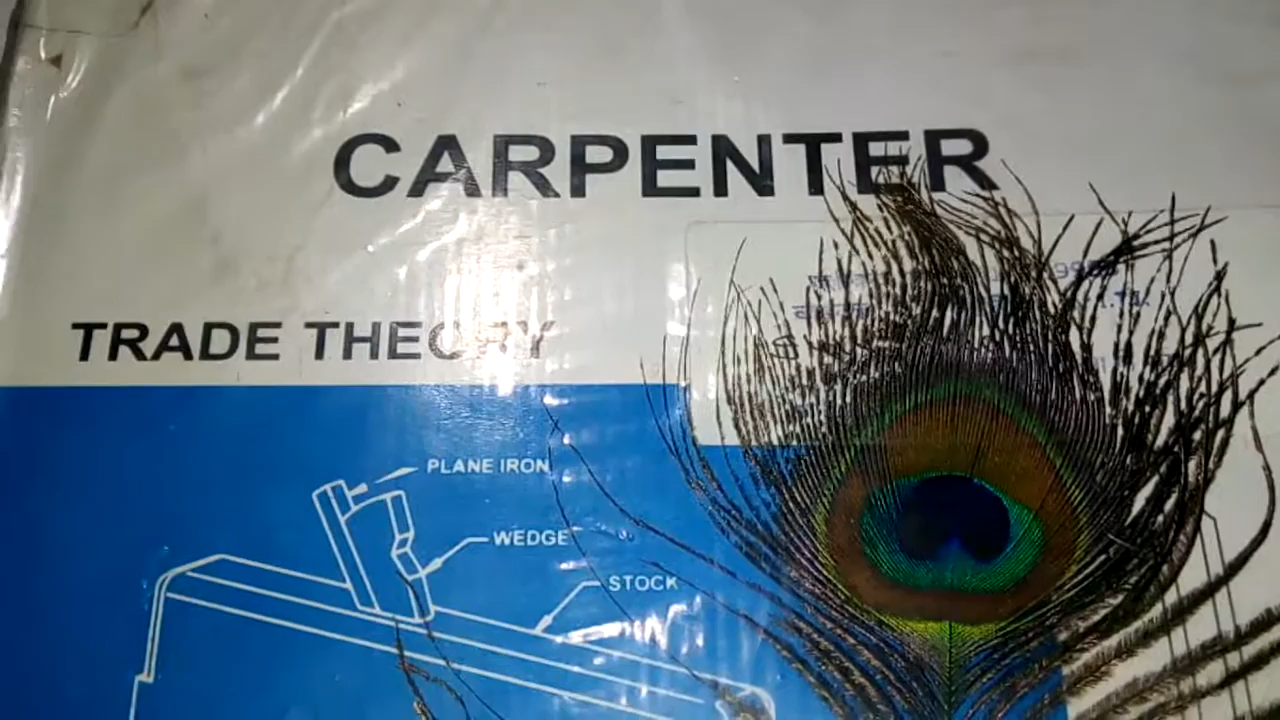 CARPENTER
TRADE THEORY
PLANE IRON
WEDGE
STOCK